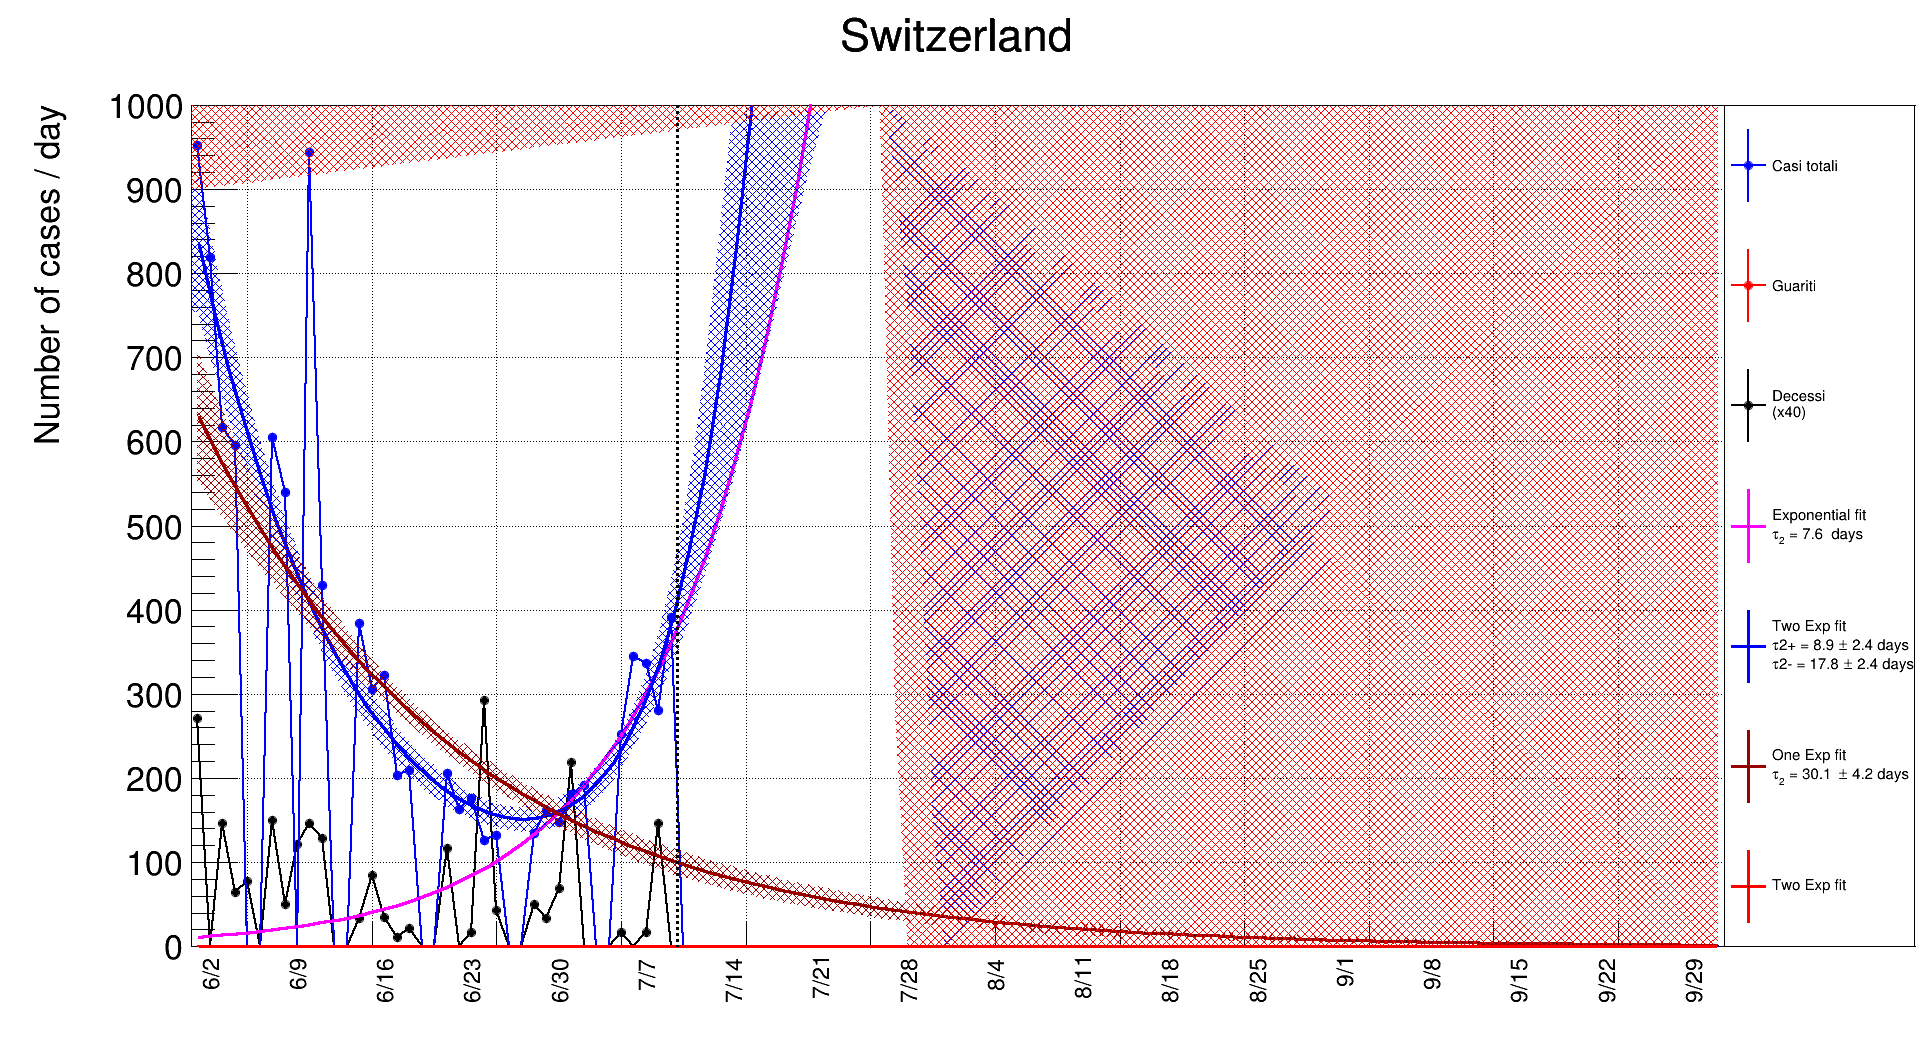 Switzerland
Number of cases / day
1000
900
800
700
600
500
400
300
200
100
0
6/2
6/9
6/16
6/23
6/30
7/7
7/14
7/21
7/28
8/4
8/11
8/18
8/25
9/1
9/8
9/15
9/22
9/29
Casi totali
Guariti
Decessi
(x40)
Exponential fit
τ2 = 7.6 days
Two Exp fit
τ2+ = 8.9 ± 2.4 days
τ2- = 17.8 ± 2.4 days
One Exp fit
τ2 = 30.1 ± 4.2 days
Two Exp fit